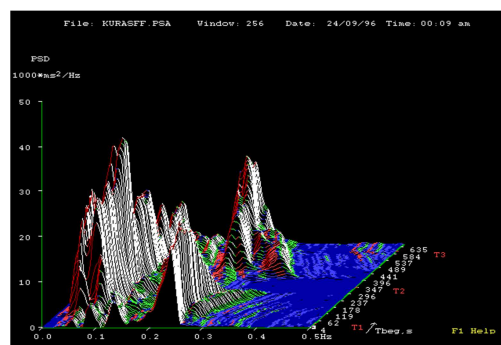 File: KURASFF.PSA Window: 256 Date: 24/09/96 Time: 00:09 am
PSD
1000*ms2/Hz
50
40
30
20
10
0
0.0 0.1 0.2 0.3 0.4 0.5Hz
4
62
119
178
237
296
347
396
441
489
537
584
635
T1
T2
T3
Tbeg,s
F1 Help